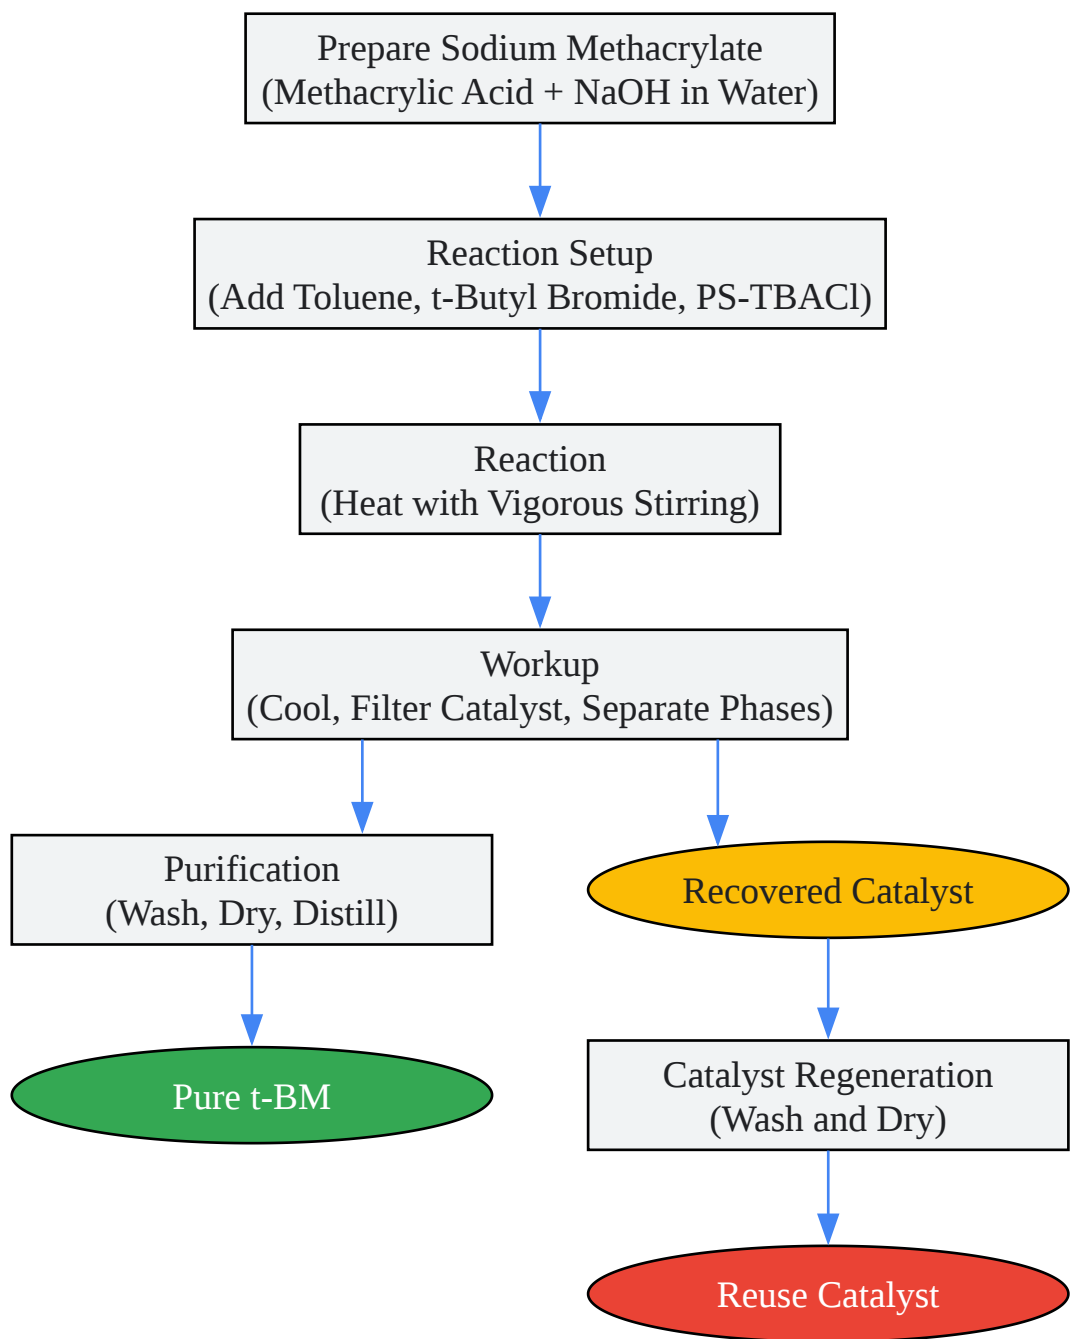 Prepare Sodium Methacrylate
(Methacrylic Acid + NaOH in Water)
Reaction Setup
(Add Toluene, t-Butyl Bromide, PS-TBACl)
Reaction
(Heat with Vigorous Stirring)
Workup
(Cool, Filter Catalyst, Separate Phases)
Purification
(Wash, Dry, Distill)
Recovered Catalyst
Pure t-BM
Catalyst Regeneration
(Wash and Dry)
Reuse Catalyst